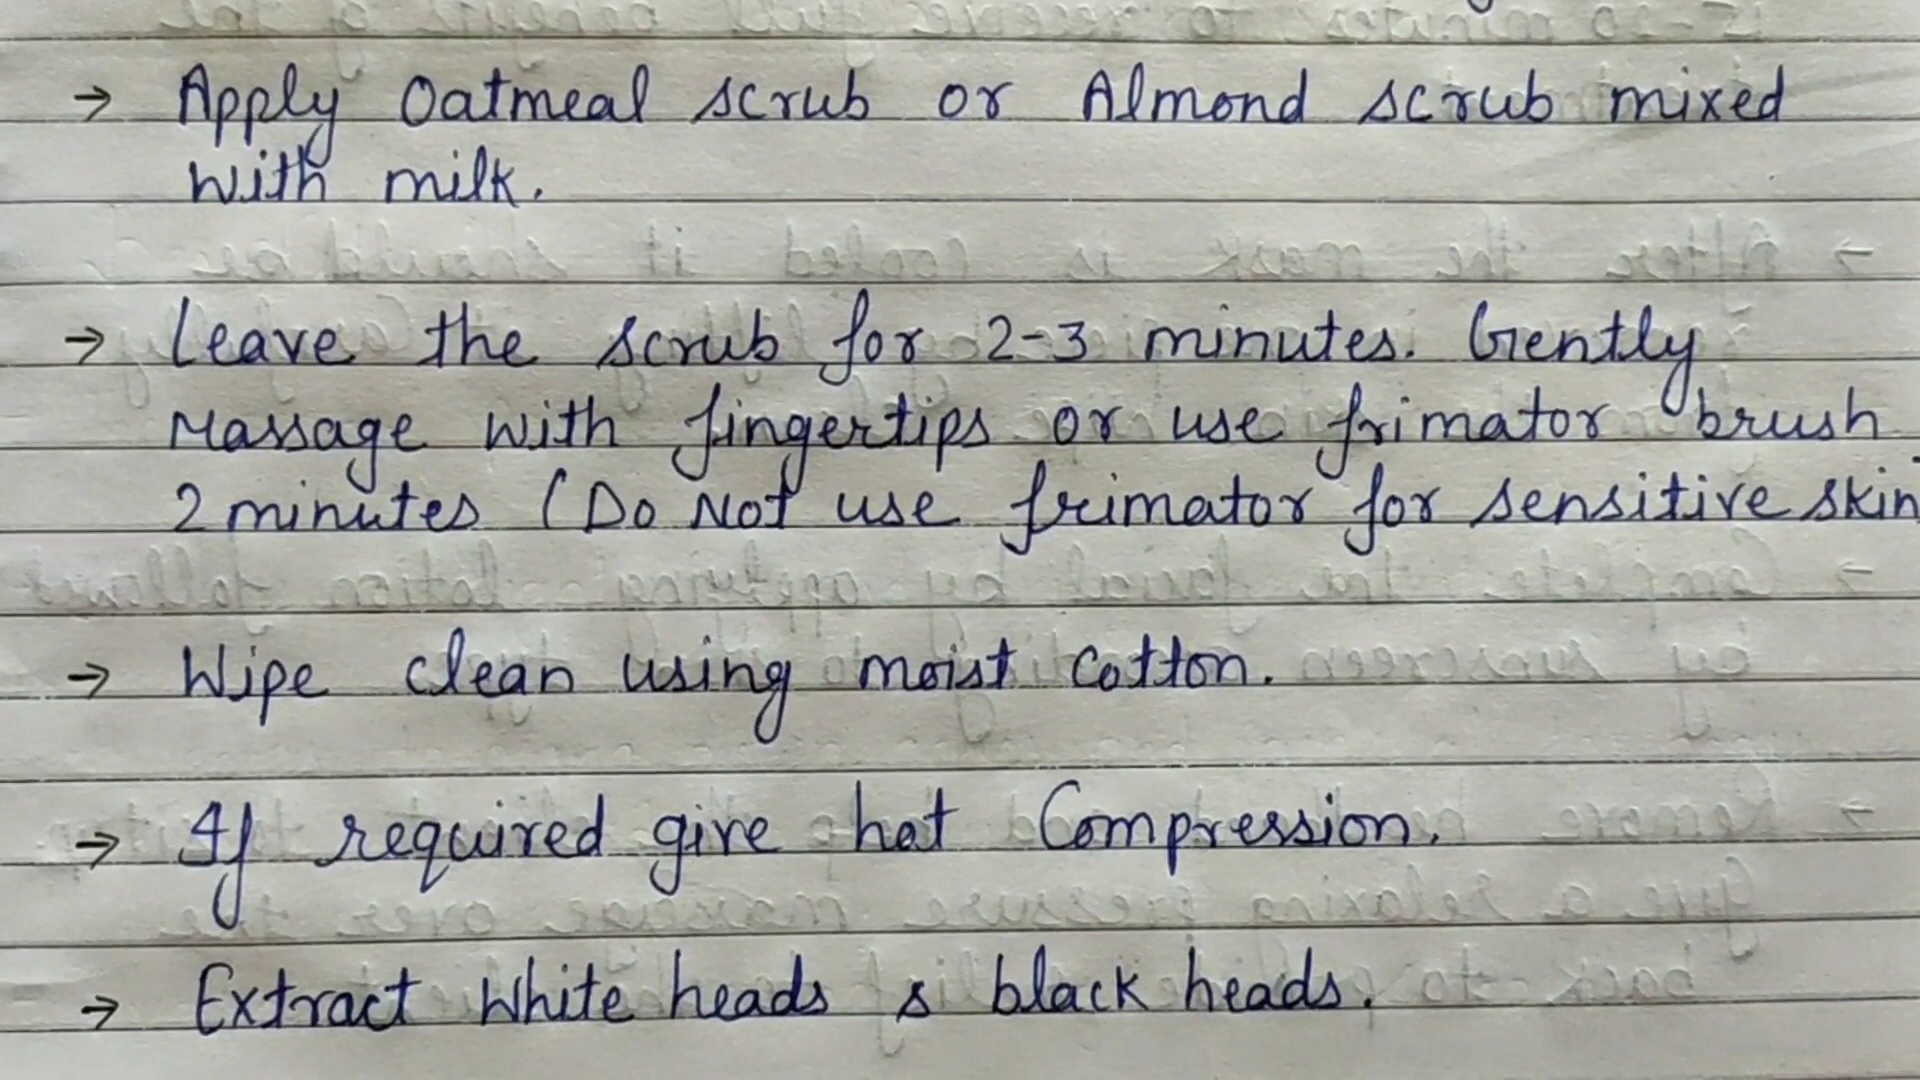 → Apply Oatmeal scrub or Almond scrub mixed
with milk.
→ Leave the scrub for 2-3 minutes. Gently
Massage with fingertips or use frimator brush
2 minutes (Do Not use frimator for sensitive skin
→ Wipe clean using moist cotton.
→ If required give hot Compression.
→ Extract White heads & black heads.